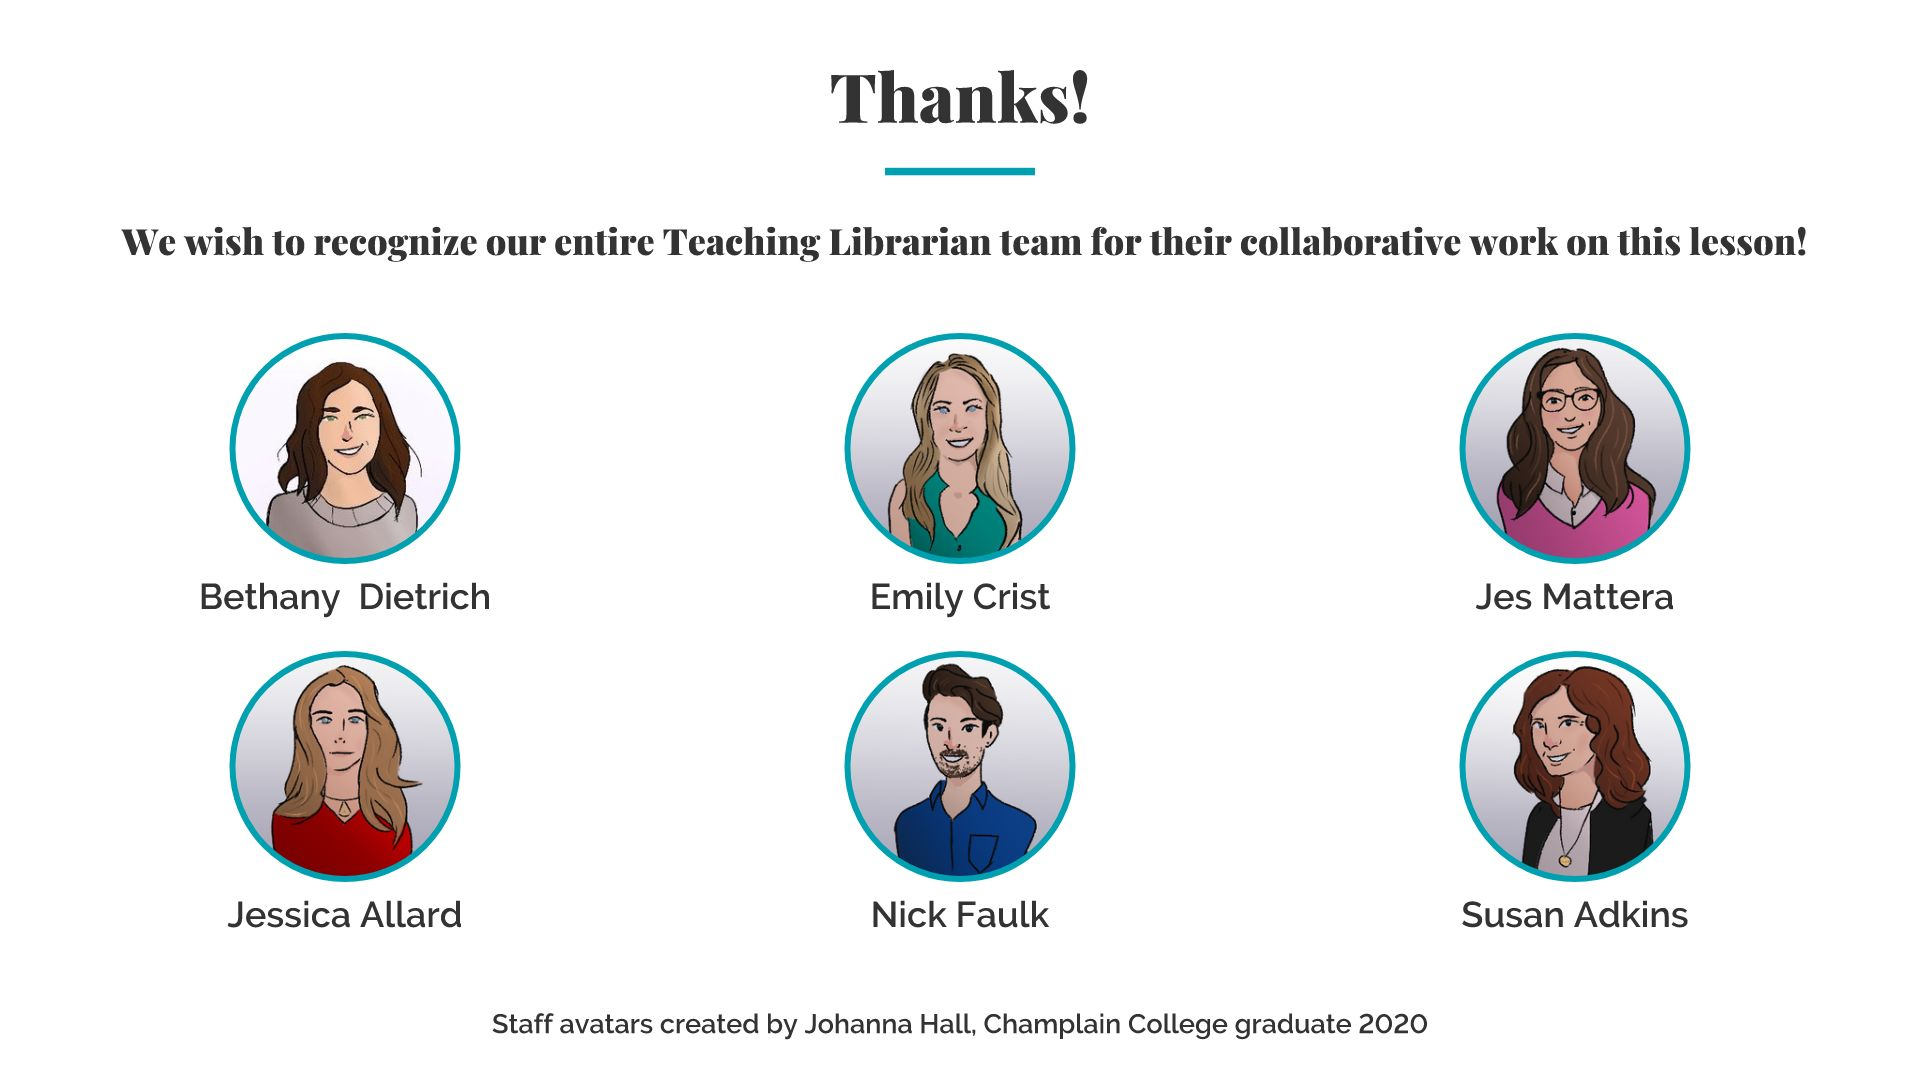 Thanks!
We wish to recognize our entire Teaching Librarian team for their collaborative work on this lesson!
Bethany  Dietrich
Emily Crist
Jes Mattera
Jessica Allard
Nick Faulk
Susan Adkins
Staff avatars created by Johanna Hall, Champlain College graduate 2020